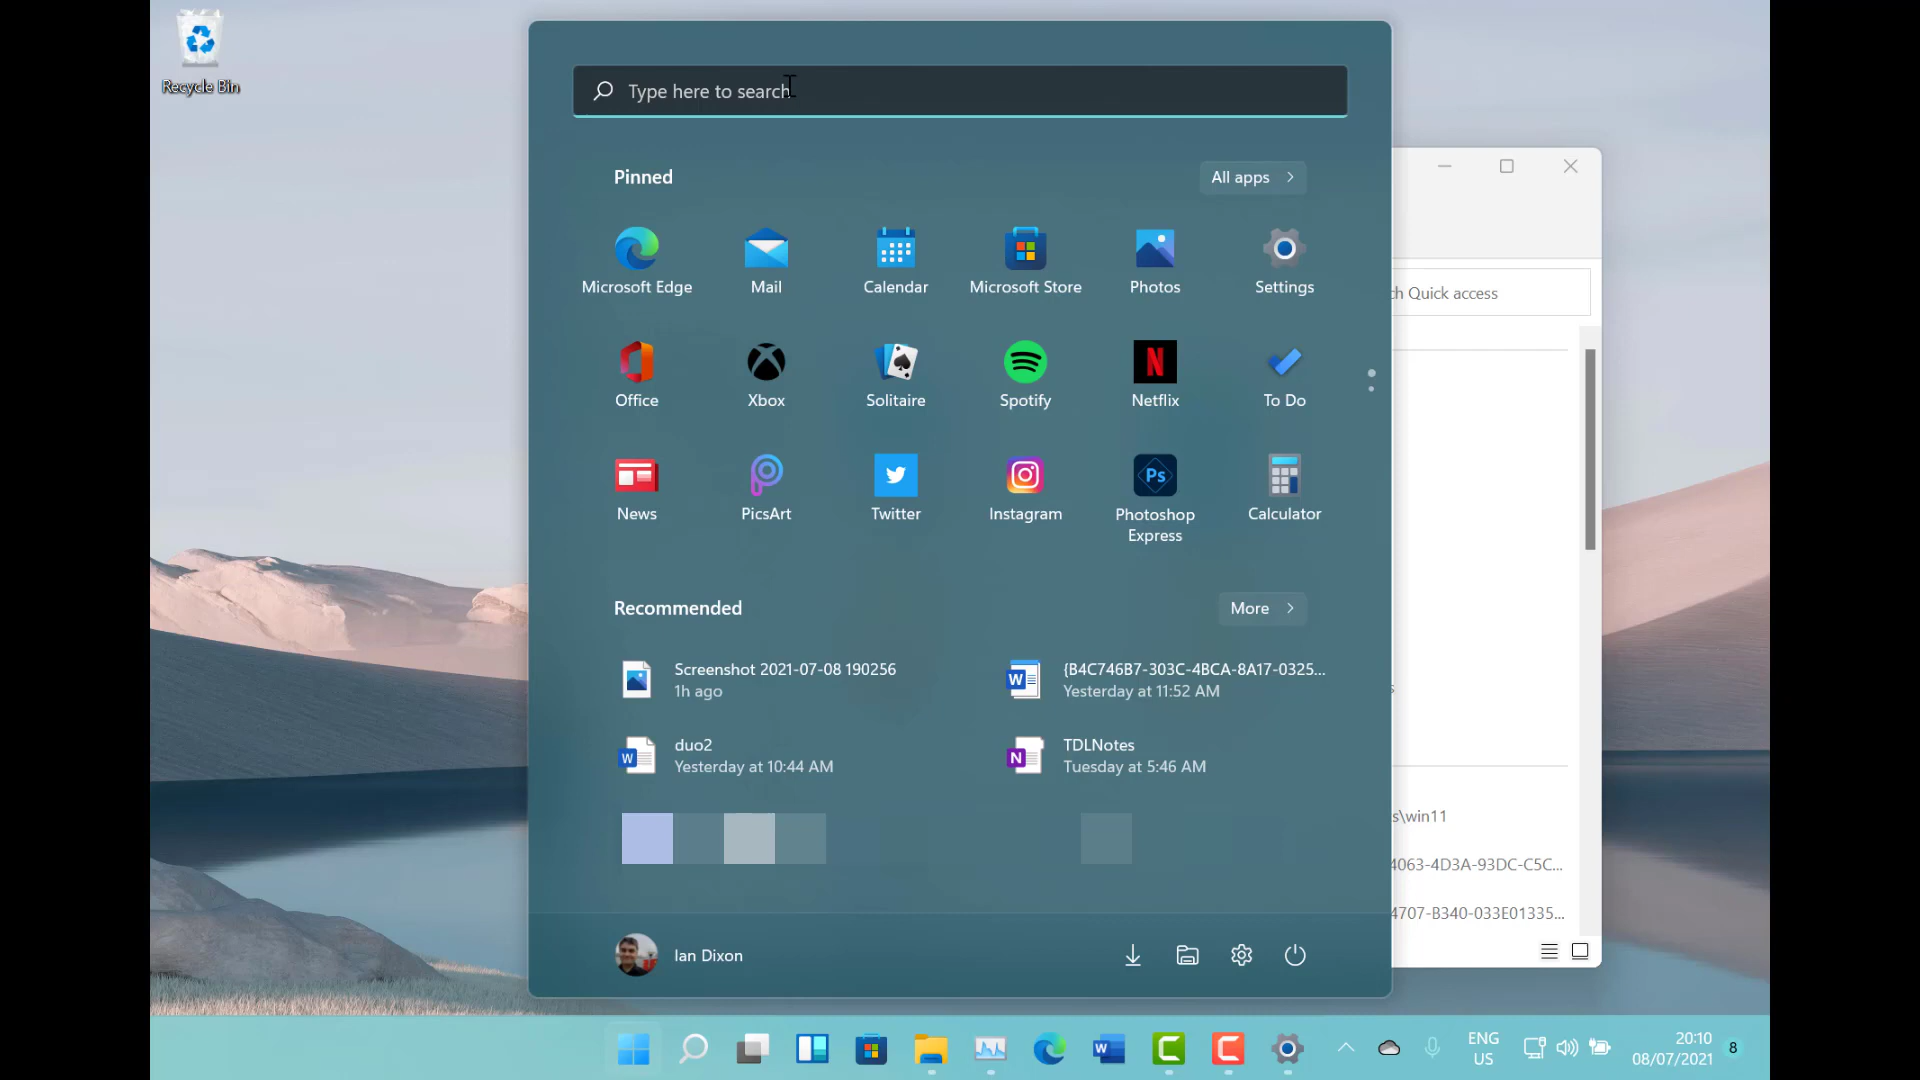 Recycle Bin
Type here to search
Pinned
All apps
Microsoft Edge
Mail
Calendar
Microsoft Store
Photos
Settings
Office
Xbox
Solitaire
Spotify
Netflix
To Do
News
PicsArt
Twitter
Instagram
Ps
Photoshop
Express
Calculator
Recommended
More
Screenshot 2021-07-08 190256
1h ago
{B4C746B7-303C-4BCA-8A17-0325...
Yesterday at 11:52 AM
duo2
Yesterday at 10:44 AM
TDLNotes
Tuesday at 5:46 AM
Ian Dixon
ch Quick access
s
s\win11
4063-4D3A-93DC-C5C...
4707-B340-033E01335...
ENG
US
20:10
08/07/2021
8